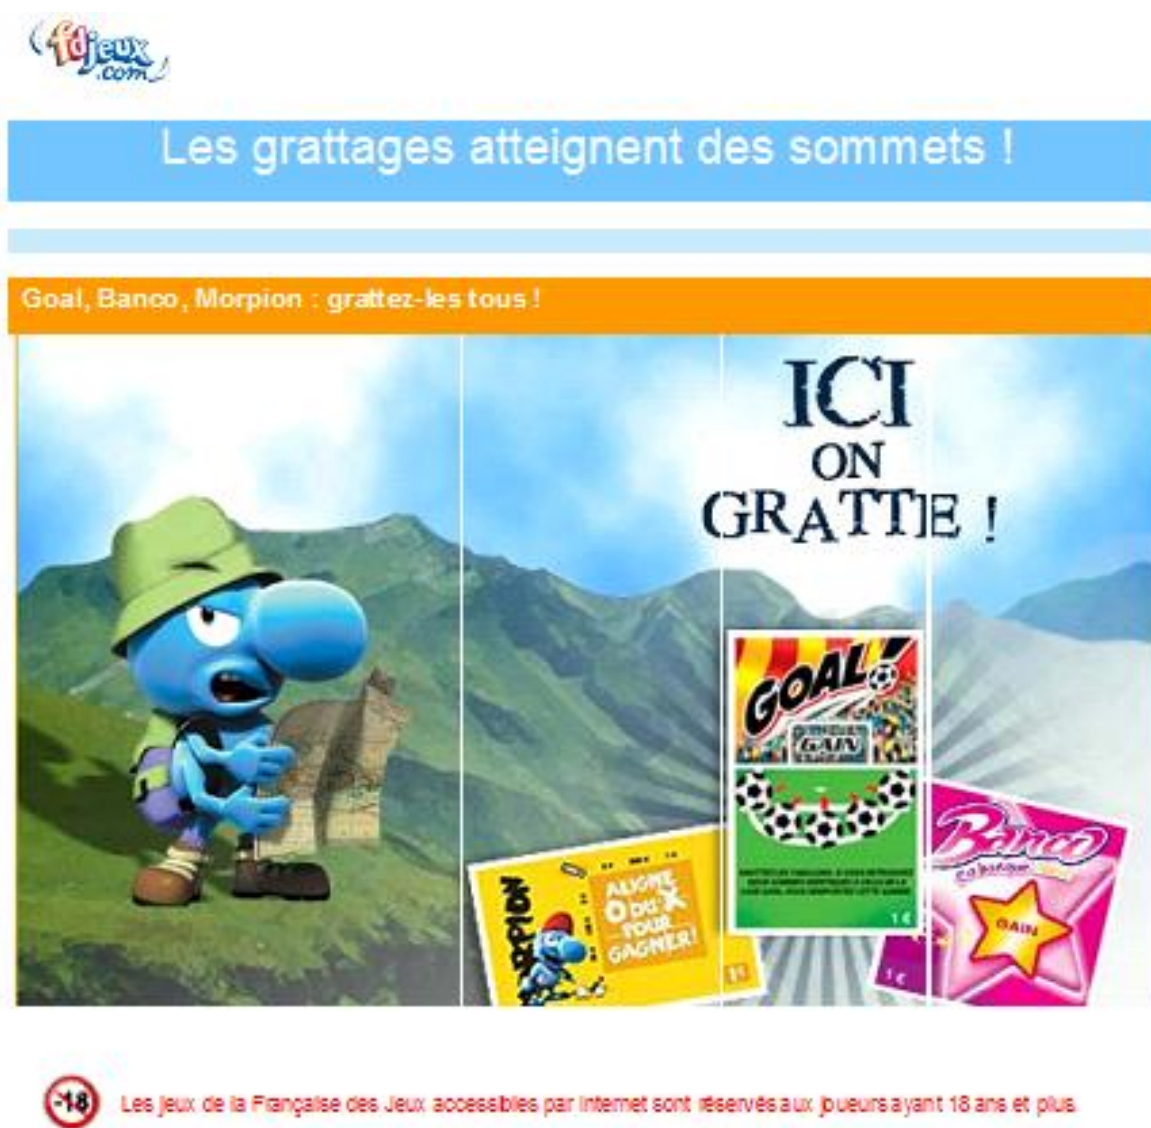 fdjeux
.com
Les grattages atteignent des sommets !
Goal, Banco, Morpion : grattez-les tous !
ICI
ON
GRATTE !
GOAL!
GAIN
1 €
MORPION
ALIGNE
O DU X
POUR
GAGNER!
1€
Banco
GAIN
1 €
-18
Les jeux de la Française des Jeux accessibles par Internet sont réservés aux joueurs ayant 18 ans et plus.